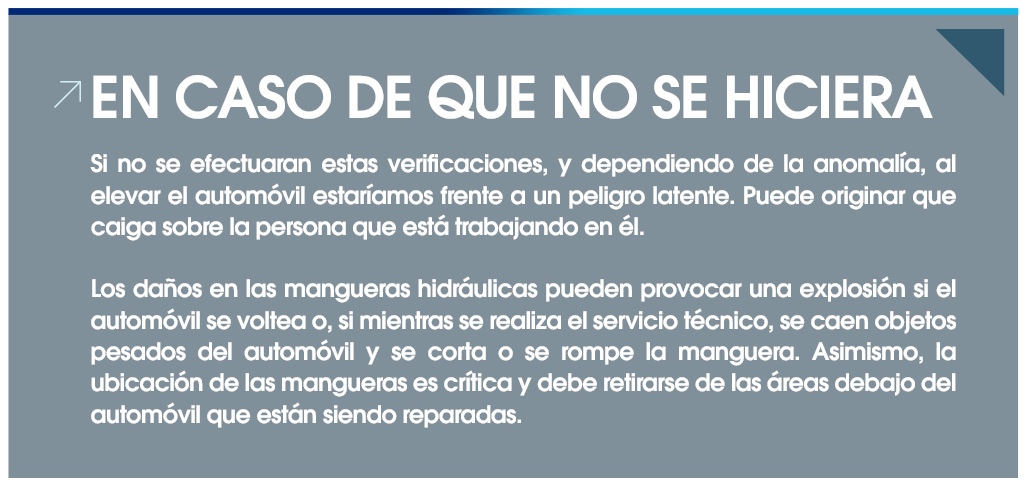 EN CASO DE QUE NO SE HICIERA
Si no se efectuaran estas verificaciones, y dependiendo de la anomalía, al
elevar el automóvil estaríamos frente a un peligro latente. Puede originar que
caiga sobre la persona que está trabajando en él.
Los daños en las mangueras hidráulicas pueden provocar una explosión si el
automóvil se voltea o, si mientras se realiza el servicio técnico, se caen objetos
pesados del automóvil y se corta o se rompe la manguera. Asimismo, la
ubicación de las mangueras es crítica y debe retirarse de las áreas debajo del
automóvil que están siendo reparadas.